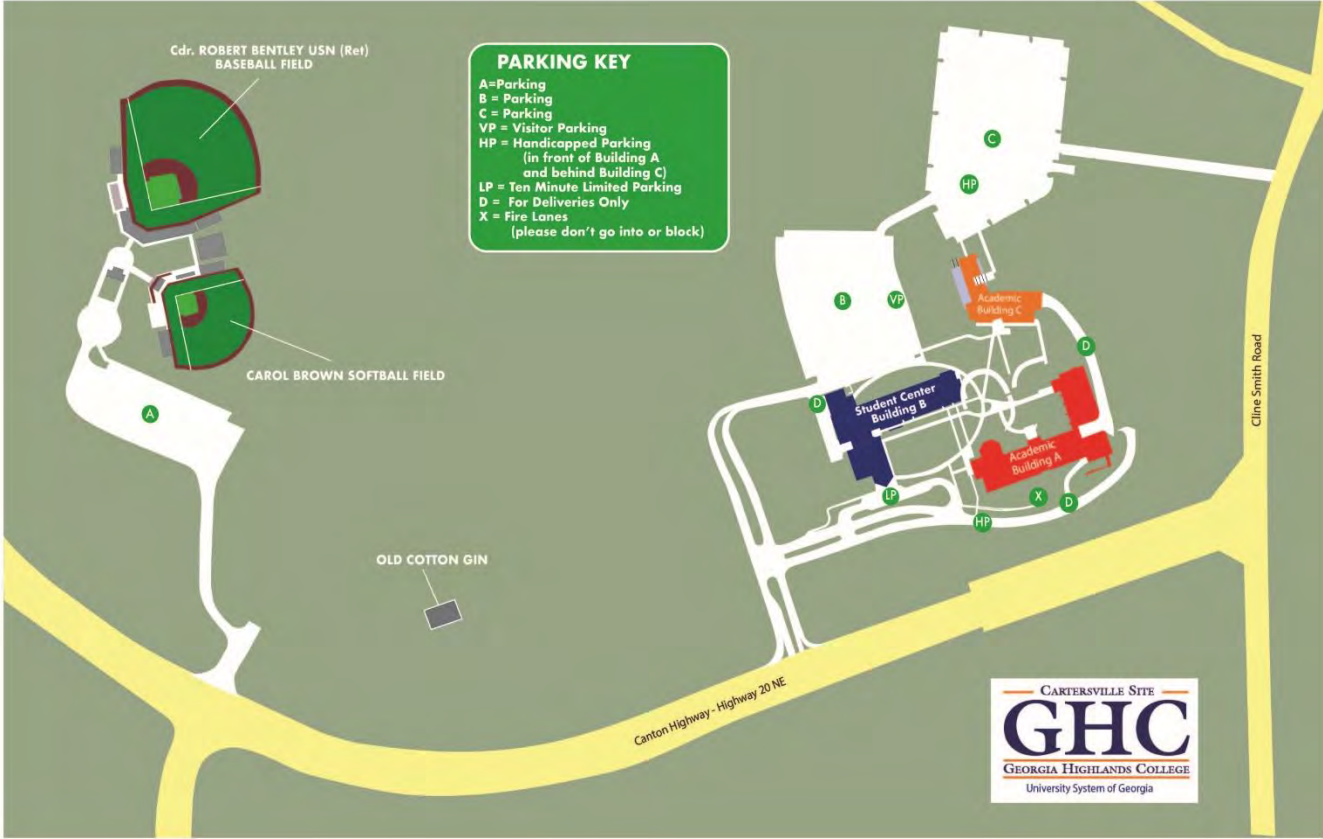 Cdr. ROBERT BENTLEY USN (Ret)
BASEBALL FIELD
PARKING KEY
A=Parking
B = Parking
C = Parking
VP = Visitor Parking
HP = Handicapped Parking
(in front of Building A
and behind Building C)
LP = Ten Minute Limited Parking
D = For Deliveries Only
X = Fire Lanes
(please don't go into or block)
C
HP
B
VP
Academic
Building C
D
CAROL BROWN SOFTBALL FIELD
A
D
Student Center
Building B
Cline Smith Road
Academic
Building A
LP
X
D
HP
OLD COTTON GIN
Canton Highway - Highway 20 NE
CARTERSVILLE SITE
GHC
GEORGIA HIGHLANDS COLLEGE
University System of Georgia